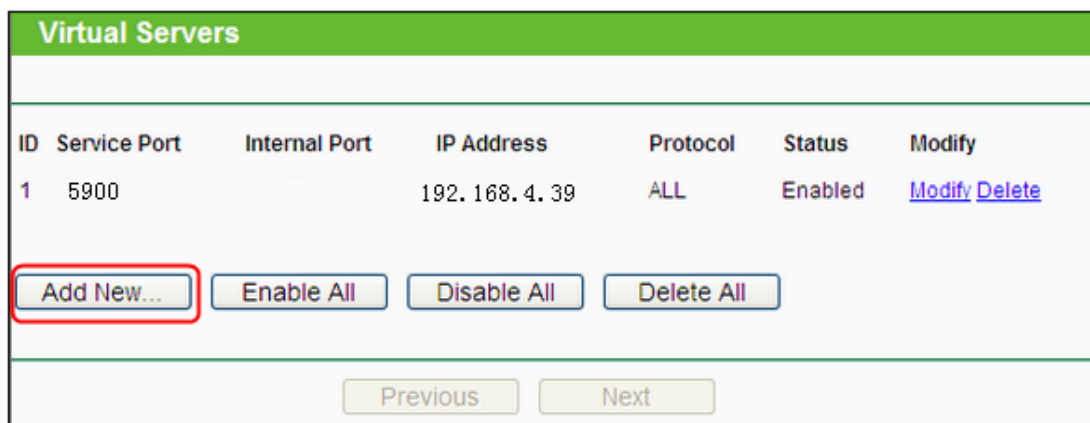 Virtual Servers
ID Service Port Internal Port IP Address Protocol Status Modify
1 5900 192.168.4.39 ALL Enabled Modify Delete
Add New... Enable All Disable All Delete All
Previous Next